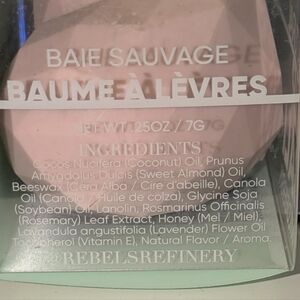 BAIE SAUVAGE
BAUME À LÈVRES
NET WT. .25OZ / 7G
INGREDIENTS
Cocos Nucifera (Coconut) Oil, Prunus
Amygdalus Dulcis (Sweet Almond) Oil,
Beeswax (Cera Alba / Cire d'abeille), Canola
Oil (Canola / Huile de colza), Glycine Soja
(Soybean) Oil, Lanolin, Rosmarinus Officinalis
(Rosemary) Leaf Extract, Honey (Mel / Miel),
Lavandula angustifolia (Lavender) Flower Oil
Tocopherol (Vitamin E), Natural Flavor / Aroma.
REBELSREFINERY